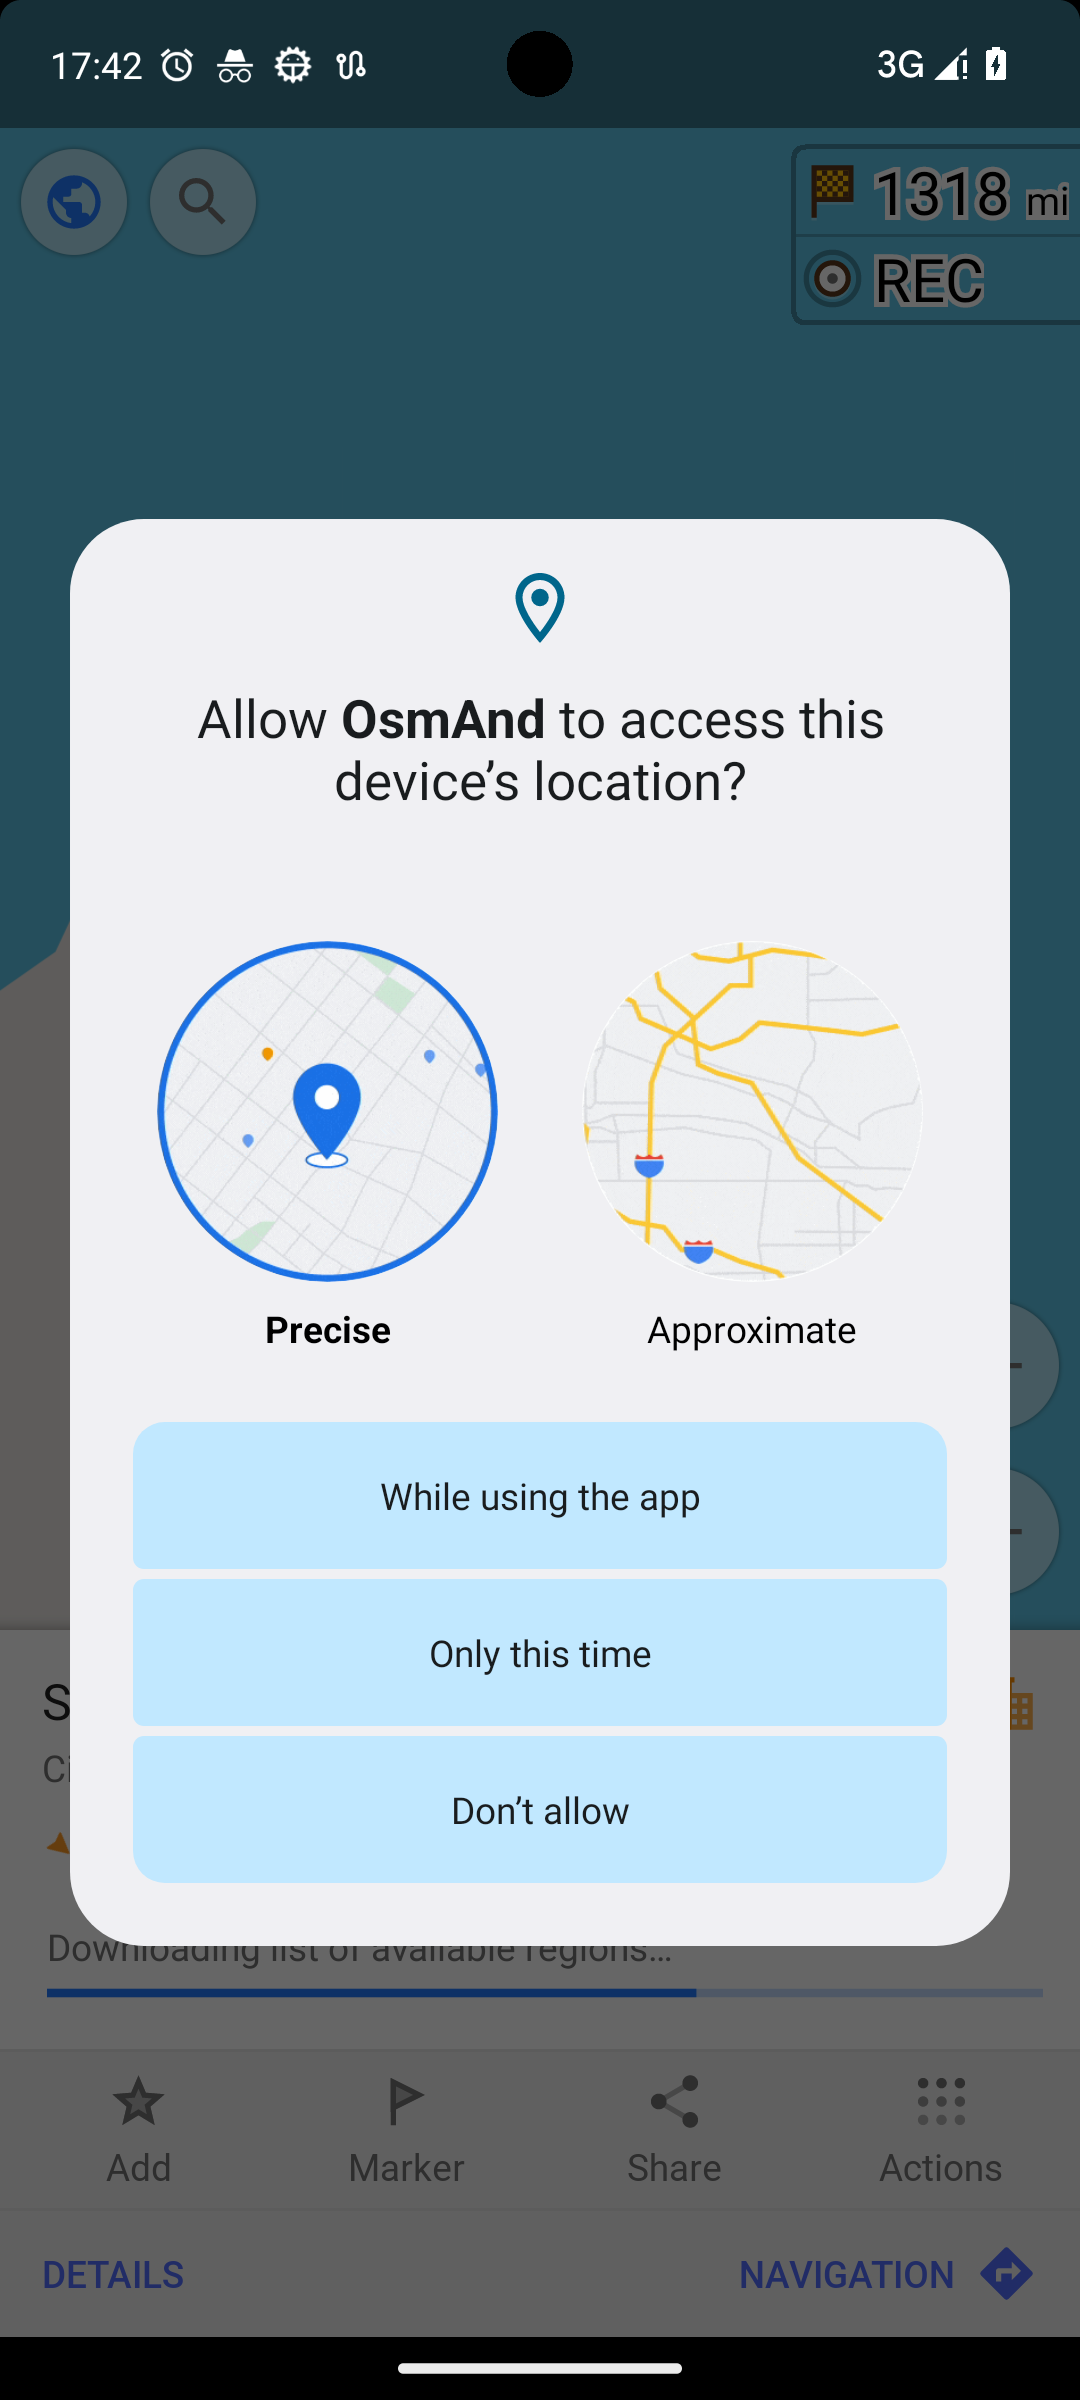 17:42
3G
1318 mi
REC
Allow OsmAnd to access this
device’s location?
Precise
Approximate
While using the app
Only this time
Don’t allow
Downloading list of available regions…
Add
Marker
Share
Actions
DETAILS
NAVIGATION